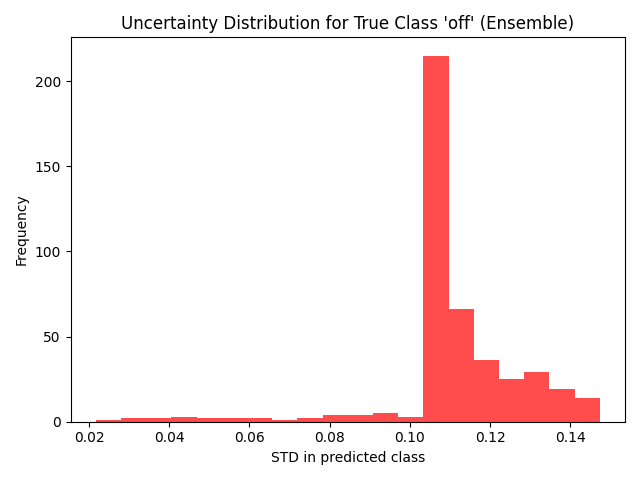 Uncertainty Distribution for True Class 'off' (Ensemble)
200
150
100
50
0
Frequency
0.02 0.04 0.06 0.08 0.10 0.12 0.14
STD in predicted class